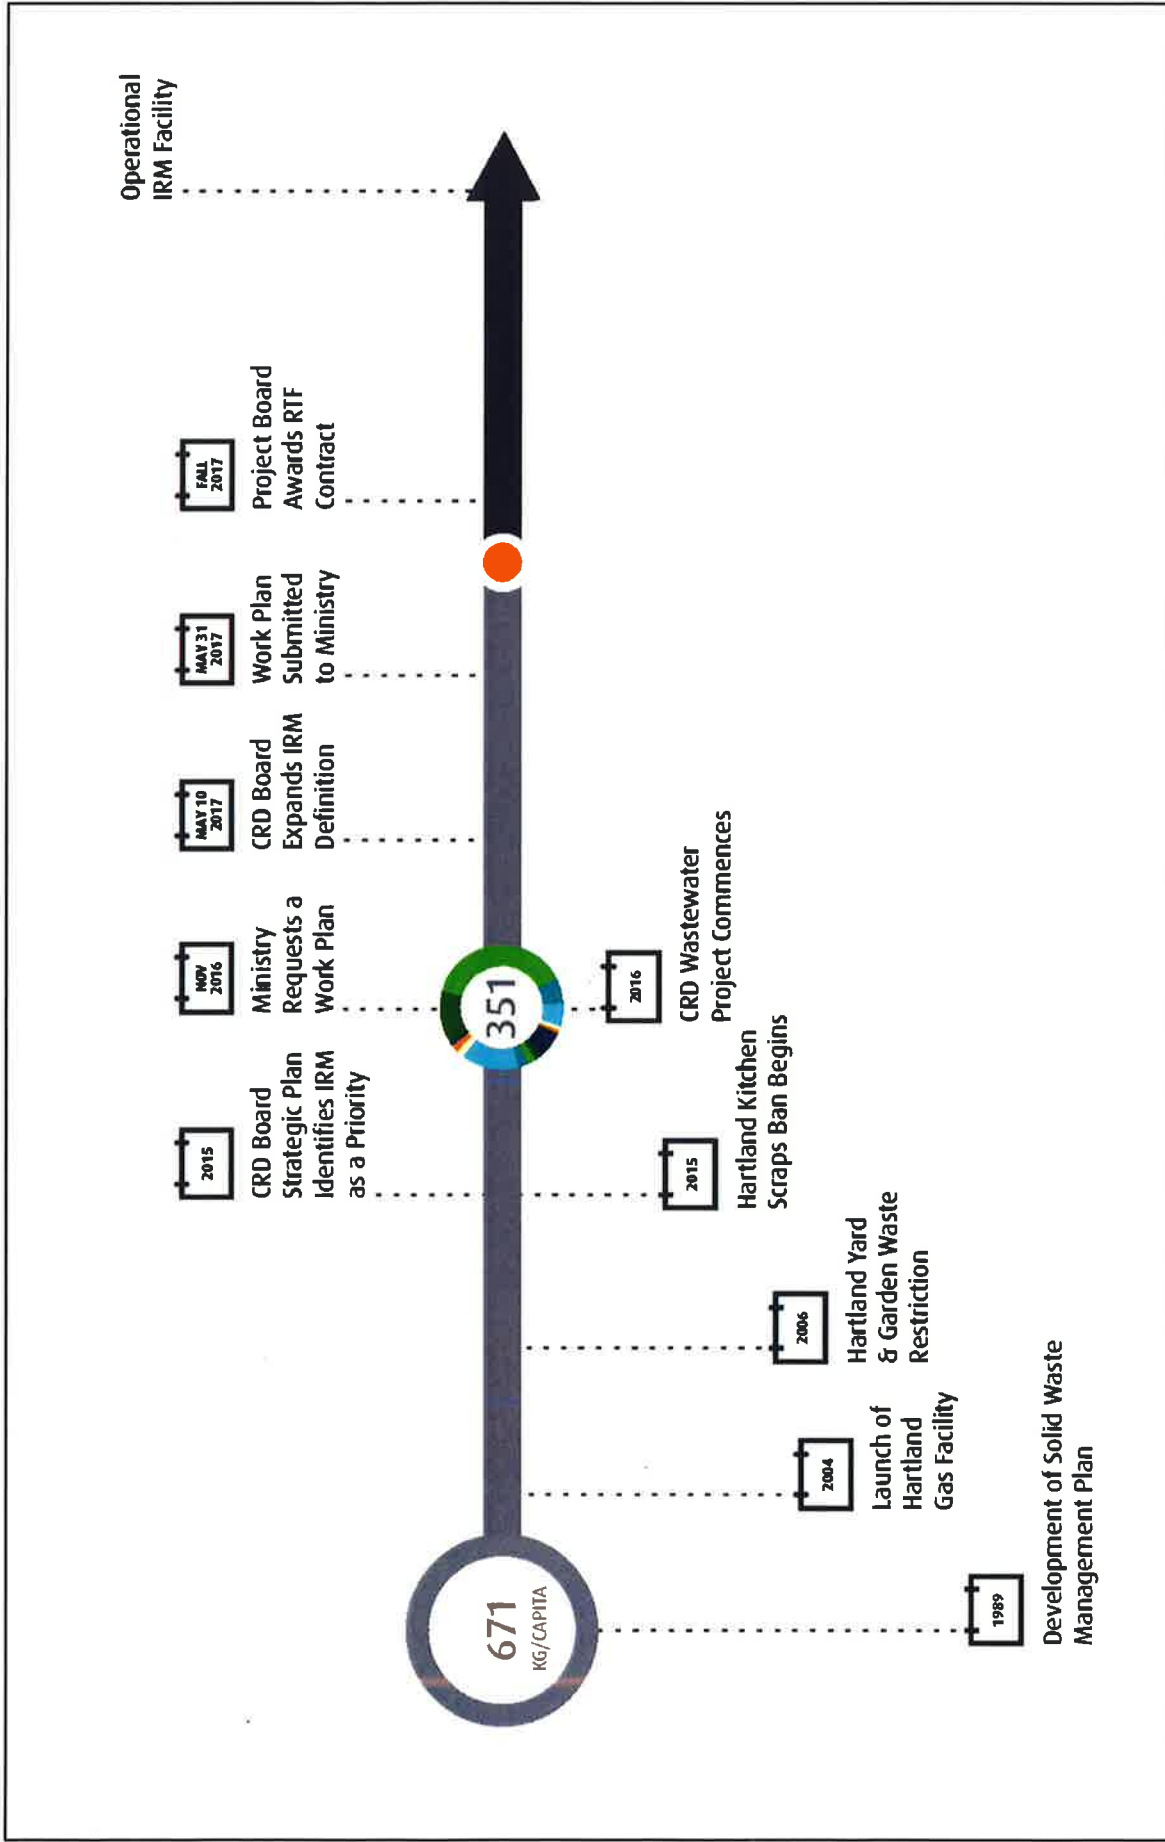 Operational
IRM Facility
2015
CRD Board
Strategic Plan
Identifies IRM
as a Priority
NOV
2016
Ministry
Requests a
Work Plan
MAY 10
2017
CRD Board
Expands IRM
Definition
MAY 31
2017
Work Plan
Submitted
to Ministry
FALL
2017
Project Board
Awards RTF
Contract
671
KG/CAPITA
351
1989
Development of Solid Waste
Management Plan
2004
Launch of
Hartland
Gas Facility
2006
Hartland Yard
& Garden Waste
Restriction
2015
Hartland Kitchen
Scraps Ban Begins
2016
CRD Wastewater
Project Commences